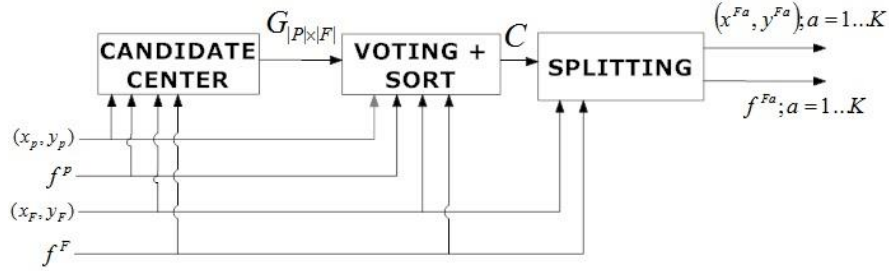 CANDIDATE CENTER
G_{|P|×|F|}
VOTING + SORT
C
SPLITTING
(x^{Fa}, y^{Fa}); a = 1...K
f^{Fa}; a = 1...K
(x_p, y_p)
f^p
(x_F, y_F)
f^F